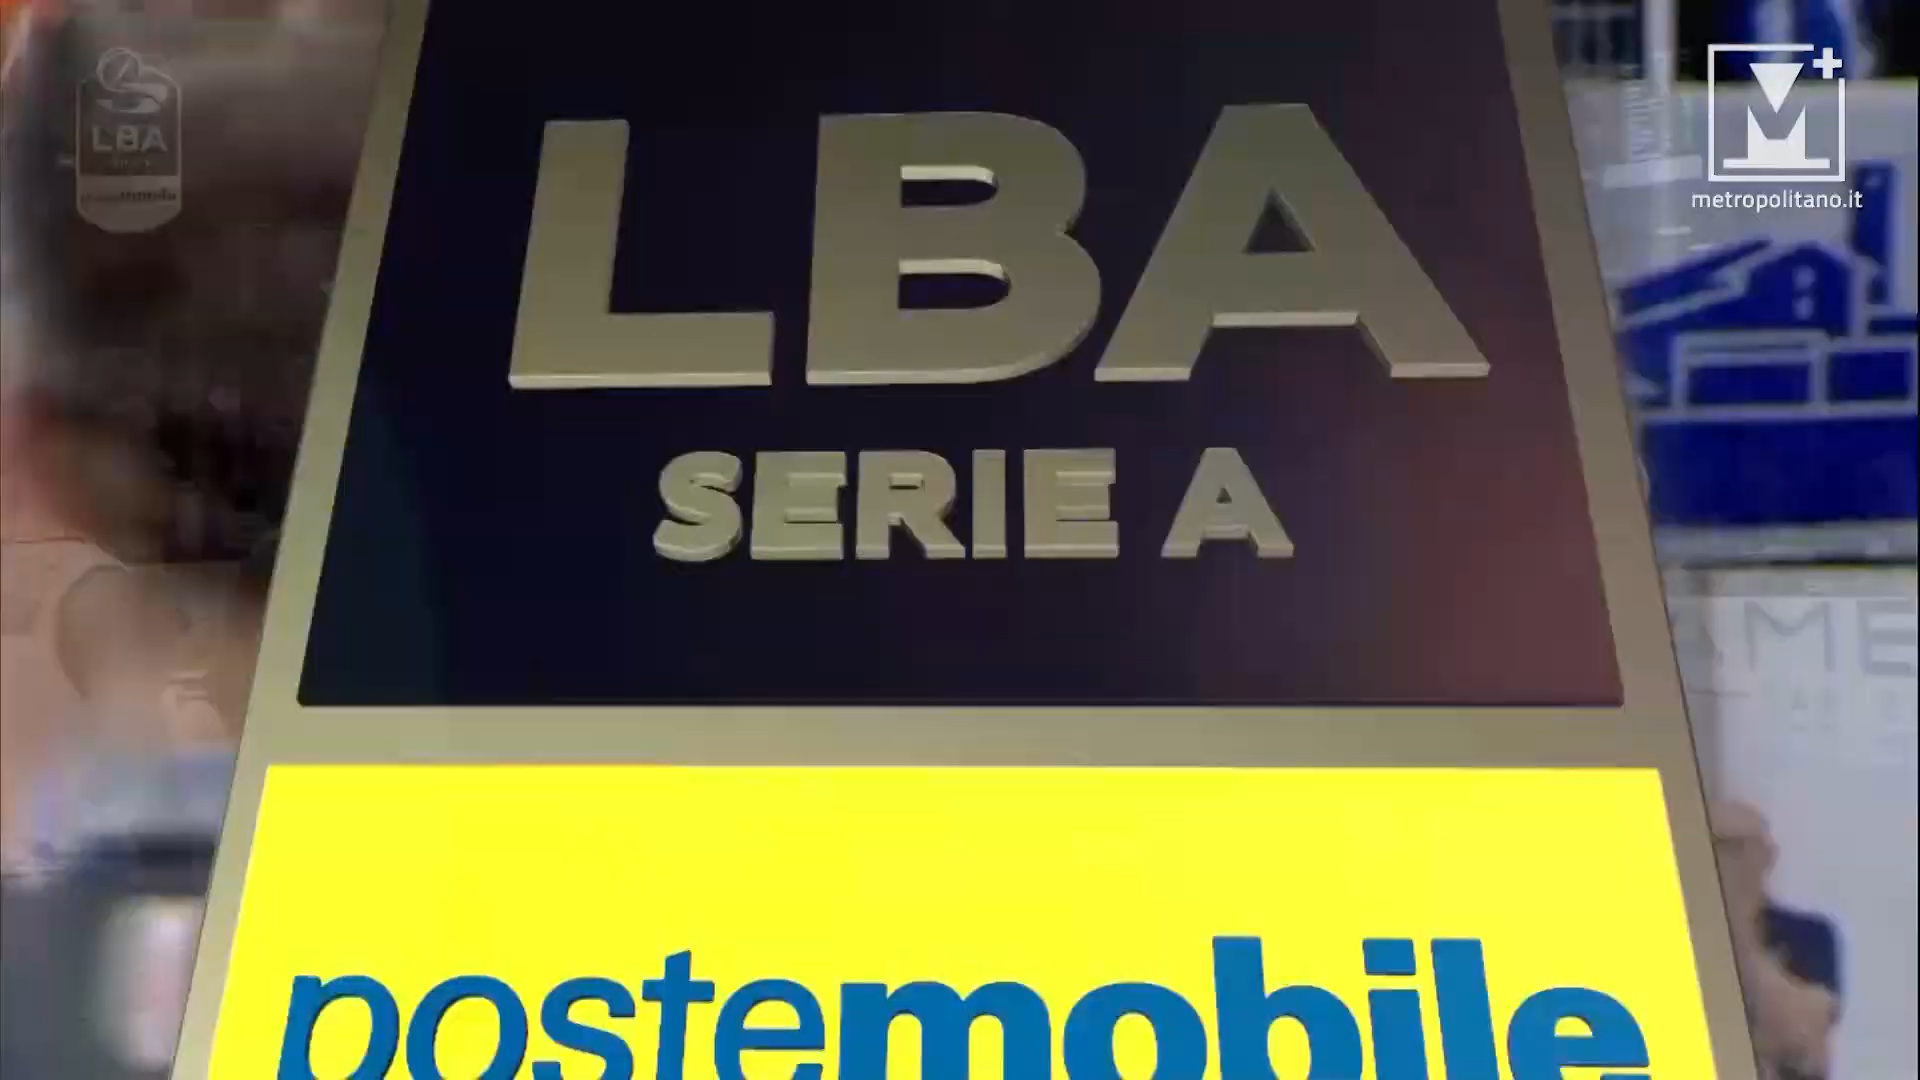 LBA
metropolitano.it
LBA
SERIE A
postemobile